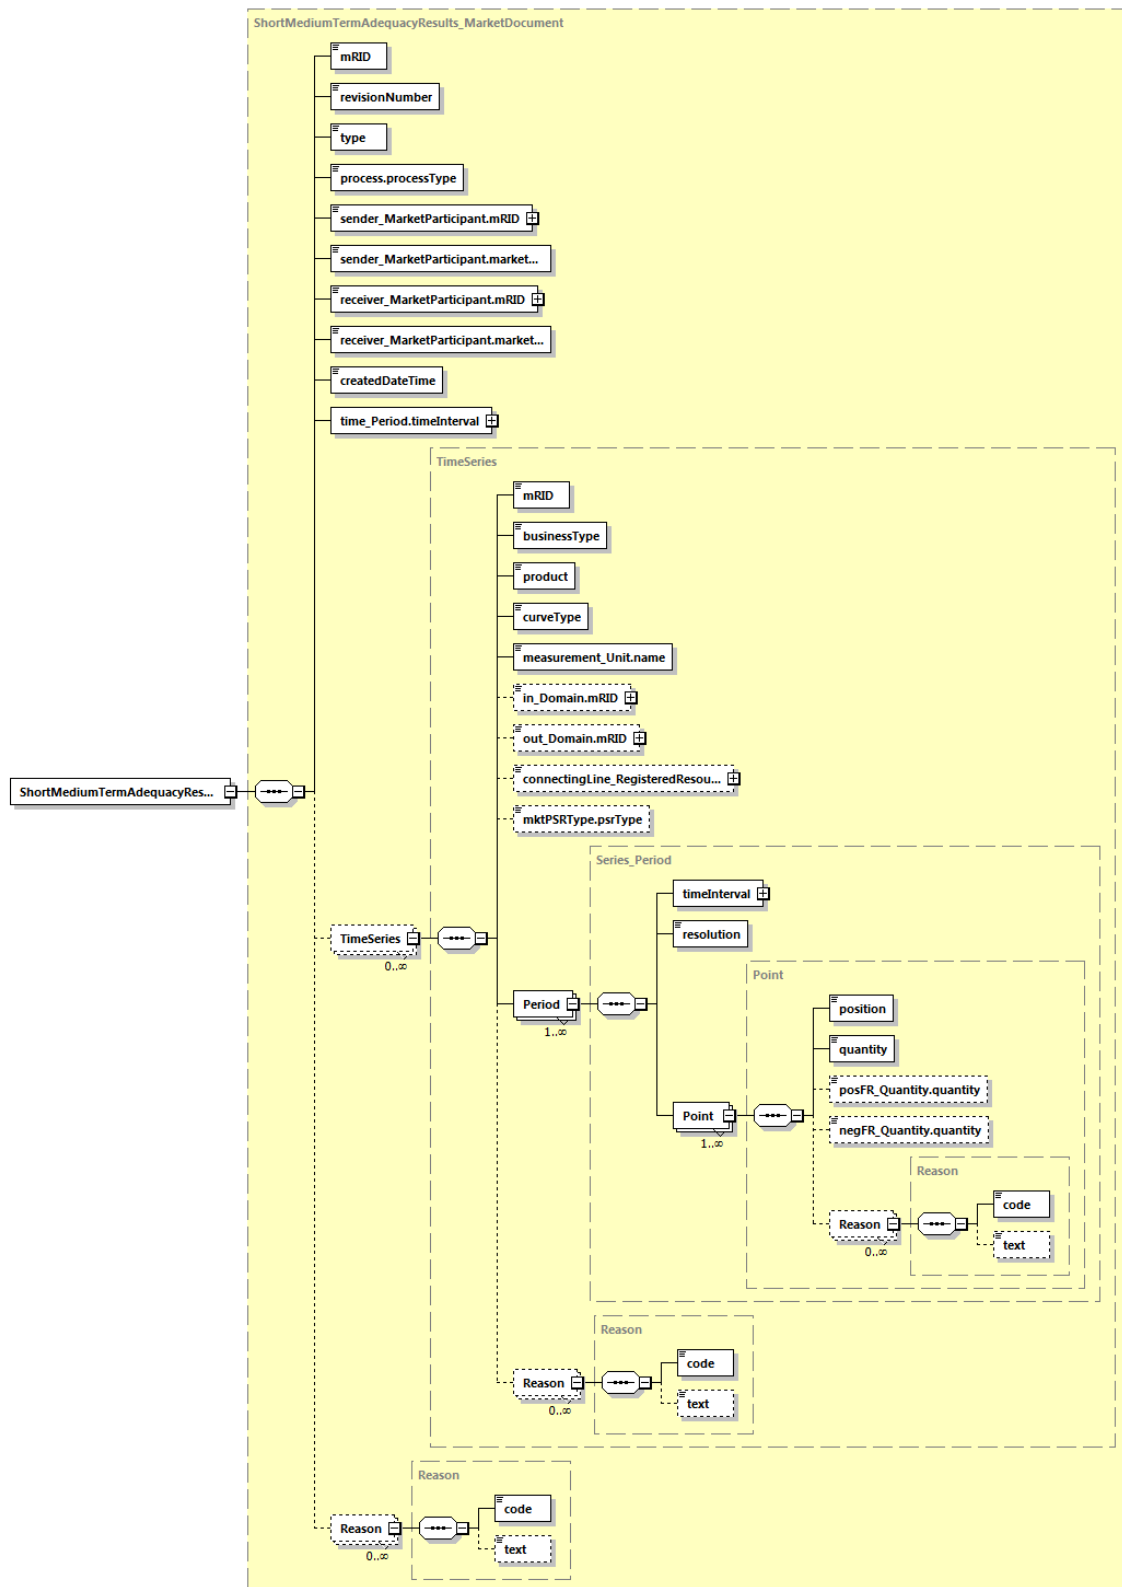 ShortMediumTermAdequacyResults_MarketDocument
mRID
revisionNumber
type
process.processType
sender_MarketParticipant.mRID
sender_MarketParticipant.market...
receiver_MarketParticipant.mRID
receiver_MarketParticipant.market...
createdDateTime
time_Period.timeInterval
TimeSeries
mRID
businessType
product
curveType
measurement_Unit.name
in_Domain.mRID
out_Domain.mRID
connectingLine_RegisteredResou...
mktPSRType.psrType
ShortMediumTermAdequacyRes...
Series_Period
timeInterval
resolution
TimeSeries
0..∞
Point
Period
1..∞
position
quantity
posFR_Quantity.quantity
negFR_Quantity.quantity
Point
1..∞
Reason
code
Reason
text
0..∞
Reason
code
Reason
text
0..∞
Reason
code
Reason
text
0..∞